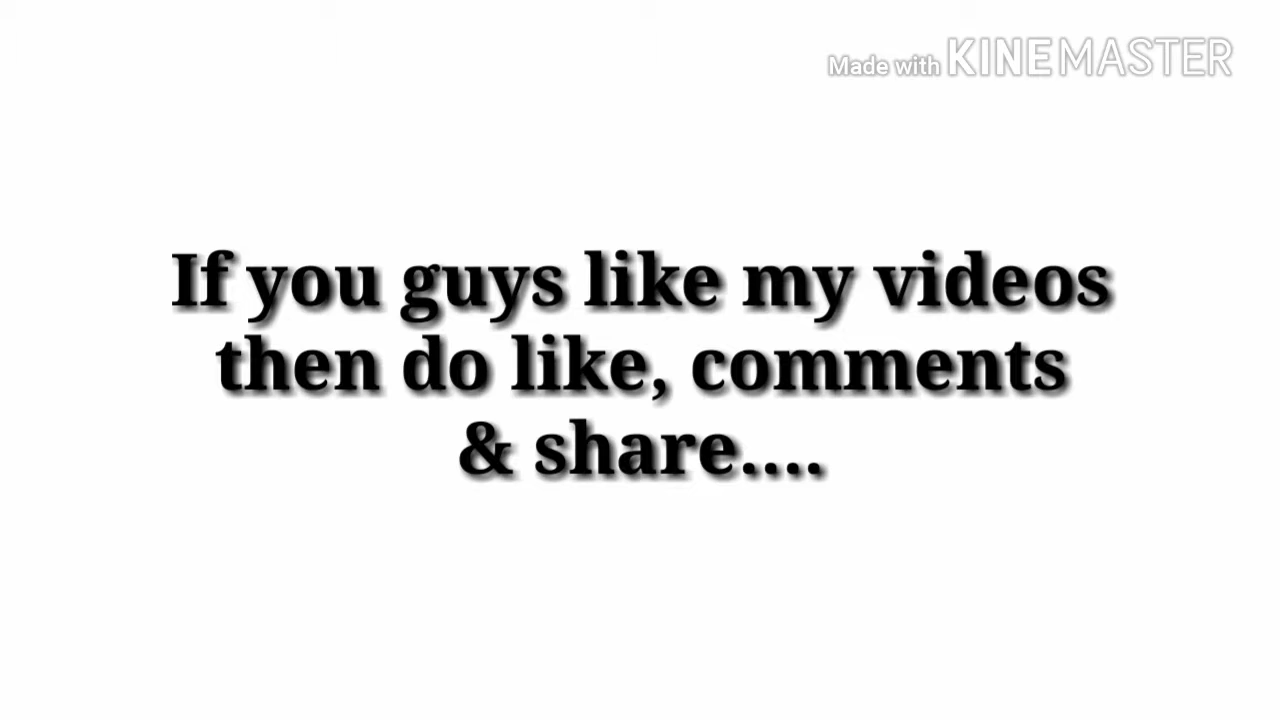 Made with KINEMASTER
If you guys like my videos
then do like, comments
& share....